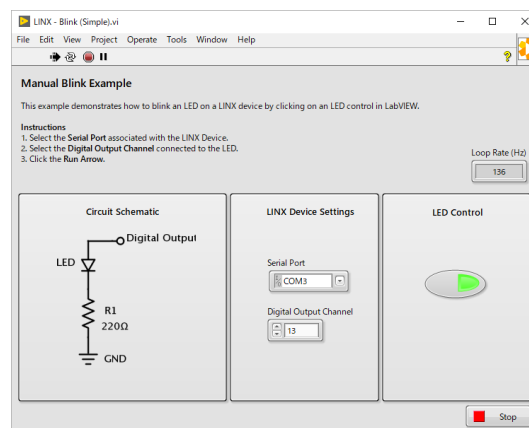 LINX - Blink (Simple).vi
File Edit View Project Operate Tools Window Help
Manual Blink Example
This example demonstrates how to blink an LED on a LINX device by clicking on an LED control in LabVIEW.
Instructions
1. Select the Serial Port associated with the LINX Device.
2. Select the Digital Output Channel connected to the LED.
3. Click the Run Arrow.
Loop Rate (Hz)
136
Circuit Schematic
Digital Output
LED
R1
220Ω
GND
LINX Device Settings
Serial Port
COM3
Digital Output Channel
13
LED Control
Stop